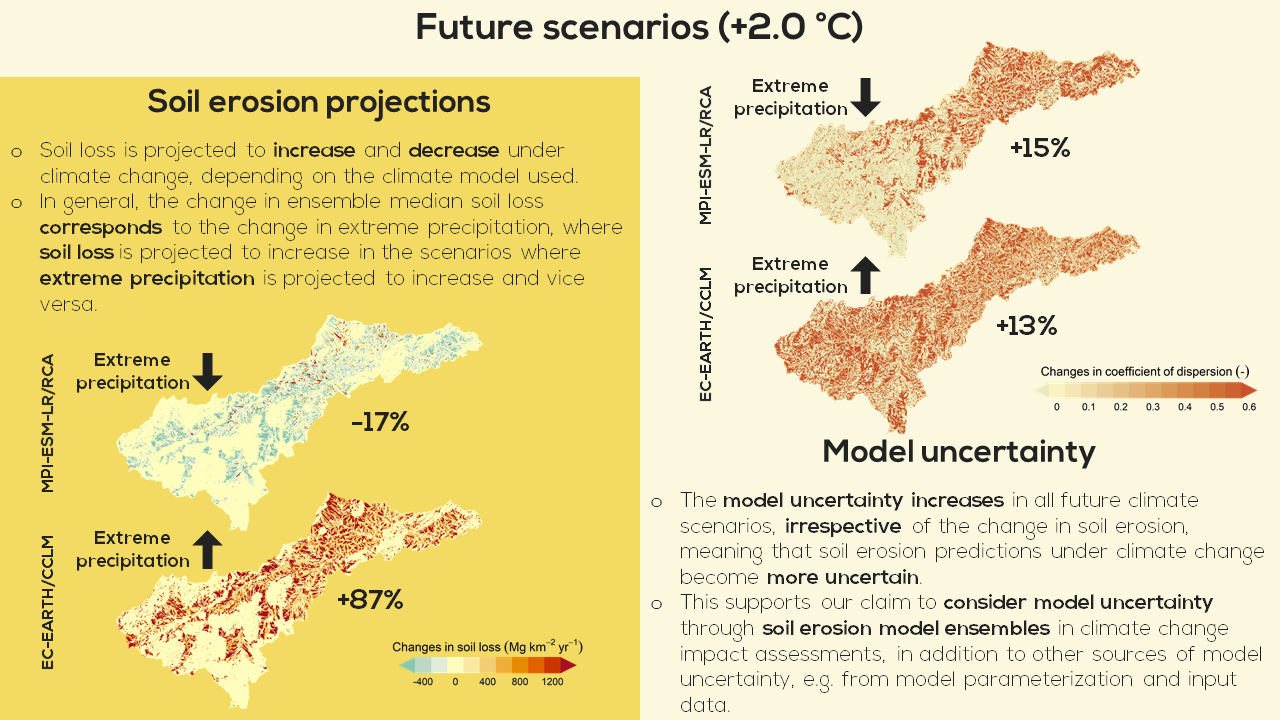 Future scenarios (+2.0 °C)
Soil erosion projections
o Soil loss is projected to increase and decrease under
climate change, depending on the climate model used.
o In general, the change in ensemble median soil loss
corresponds to the change in extreme precipitation, where
soil loss is projected to increase in the scenarios where
extreme precipitation is projected to increase and vice
versa.
MPI-ESM-LR/RCA
Extreme
precipitation
-17%
EC-EARTH/CCLM
Extreme
precipitation
+87%
Changes in soil loss (Mg km⁻² yr⁻¹)
-400 0 400 800 1200
MPI-ESM-LR/RCA
Extreme
precipitation
+15%
EC-EARTH/CCLM
Extreme
precipitation
+13%
Changes in coefficient of dispersion (-)
0 0.1 0.2 0.3 0.4 0.5 0.6
Model uncertainty
o The model uncertainty increases in all future climate
scenarios, irrespective of the change in soil erosion,
meaning that soil erosion predictions under climate change
become more uncertain.
o This supports our claim to consider model uncertainty
through soil erosion model ensembles in climate change
impact assessments, in addition to other sources of model
uncertainty, e.g. from model parameterization and input
data.